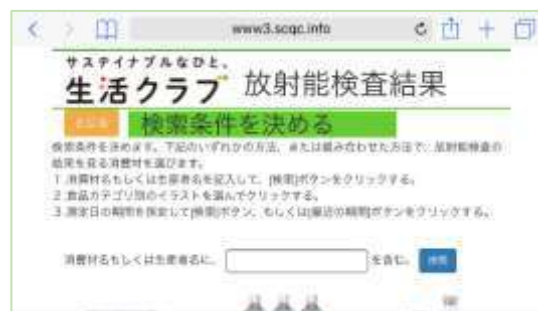 www3.scqc.info
サステイナブルなひと。
生活クラブ 放射能検査結果
検索条件を決める
検索条件を決めます。下記のいずれかの方法、または組み合わせた方法で、放射能検査の
結果を見る消費材を選びます。
1.消費材名もしくは生産者名を記入して、[検索]ボタンをクリックする。
2.食品カテゴリ別のイラストを選んでクリックする。
3.測定日の期間を指定して[検索]ボタン、もしくは[最近の期間]ボタンをクリックする。
消費材名もしくは生産者名に、 を含む。 検索